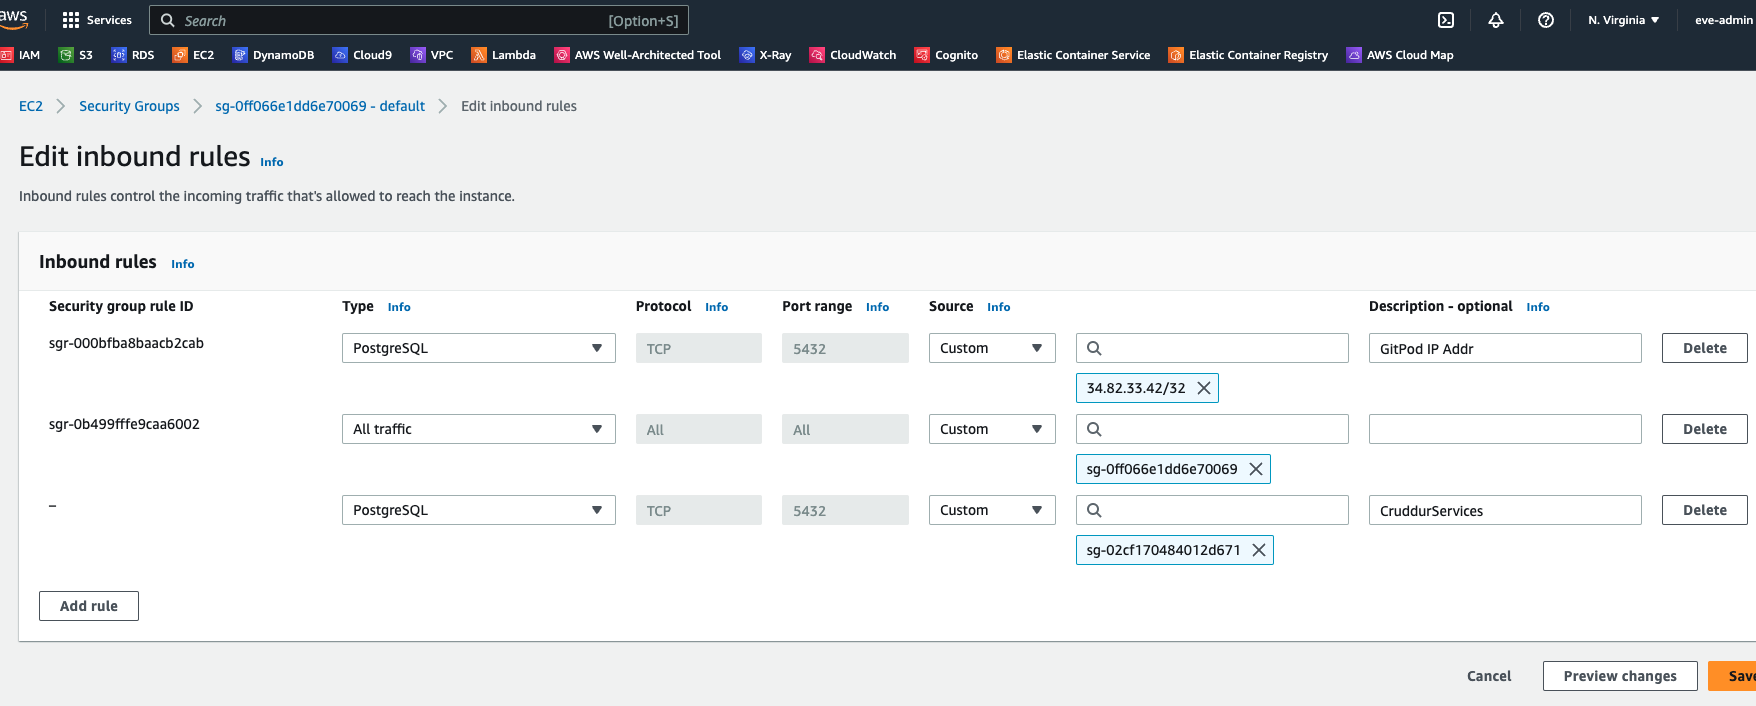 aws Services Search [Option+S] N. Virginia eve-admin
IAM S3 RDS EC2 DynamoDB Cloud9 VPC Lambda AWS Well-Architected Tool X-Ray CloudWatch Cognito Elastic Container Service Elastic Container Registry AWS Cloud Map
EC2 Security Groups sg-0ff066e1dd6e70069 - default Edit inbound rules
Edit inbound rules Info
Inbound rules control the incoming traffic that's allowed to reach the instance.
Inbound rules Info
Security group rule ID Type Info Protocol Info Port range Info Source Info Description - optional Info
sgr-000bfba8baacb2cab PostgreSQL TCP 5432 Custom GitPod IP Addr Delete
34.82.33.42/32
sgr-0b499fffe9caa6002 All traffic All All Custom Delete
sg-0ff066e1dd6e70069
– PostgreSQL TCP 5432 Custom CruddurServices Delete
sg-02cf170484012d671
Add rule
Cancel Preview changes Save